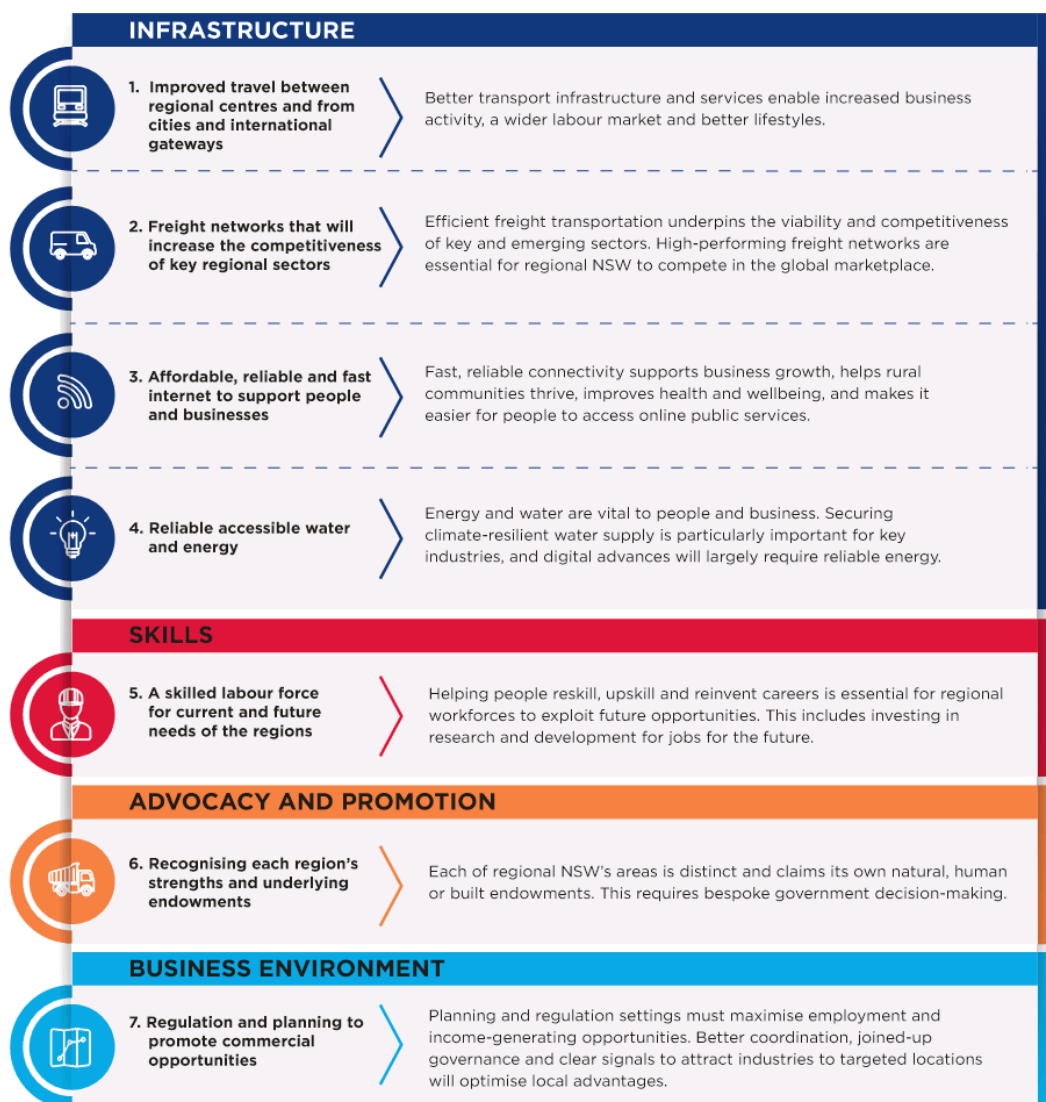 INFRASTRUCTURE
1. Improved travel between
regional centres and from
cities and international
gateways
Better transport infrastructure and services enable increased business
activity, a wider labour market and better lifestyles.
2. Freight networks that will
increase the competitiveness
of key regional sectors
Efficient freight transportation underpins the viability and competitiveness
of key and emerging sectors. High-performing freight networks are
essential for regional NSW to compete in the global marketplace.
3. Affordable, reliable and fast
internet to support people
and businesses
Fast, reliable connectivity supports business growth, helps rural
communities thrive, improves health and wellbeing, and makes it
easier for people to access online public services.
4. Reliable accessible water
and energy
Energy and water are vital to people and business. Securing
climate-resilient water supply is particularly important for key
industries, and digital advances will largely require reliable energy.
SKILLS
5. A skilled labour force
for current and future
needs of the regions
Helping people reskill, upskill and reinvent careers is essential for regional
workforces to exploit future opportunities. This includes investing in
research and development for jobs for the future.
ADVOCACY AND PROMOTION
6. Recognising each region's
strengths and underlying
endowments
Each of regional NSW's areas is distinct and claims its own natural, human
or built endowments. This requires bespoke government decision-making.
BUSINESS ENVIRONMENT
7. Regulation and planning to
promote commercial
opportunities
Planning and regulation settings must maximise employment and
income-generating opportunities. Better coordination, joined-up
governance and clear signals to attract industries to targeted locations
will optimise local advantages.